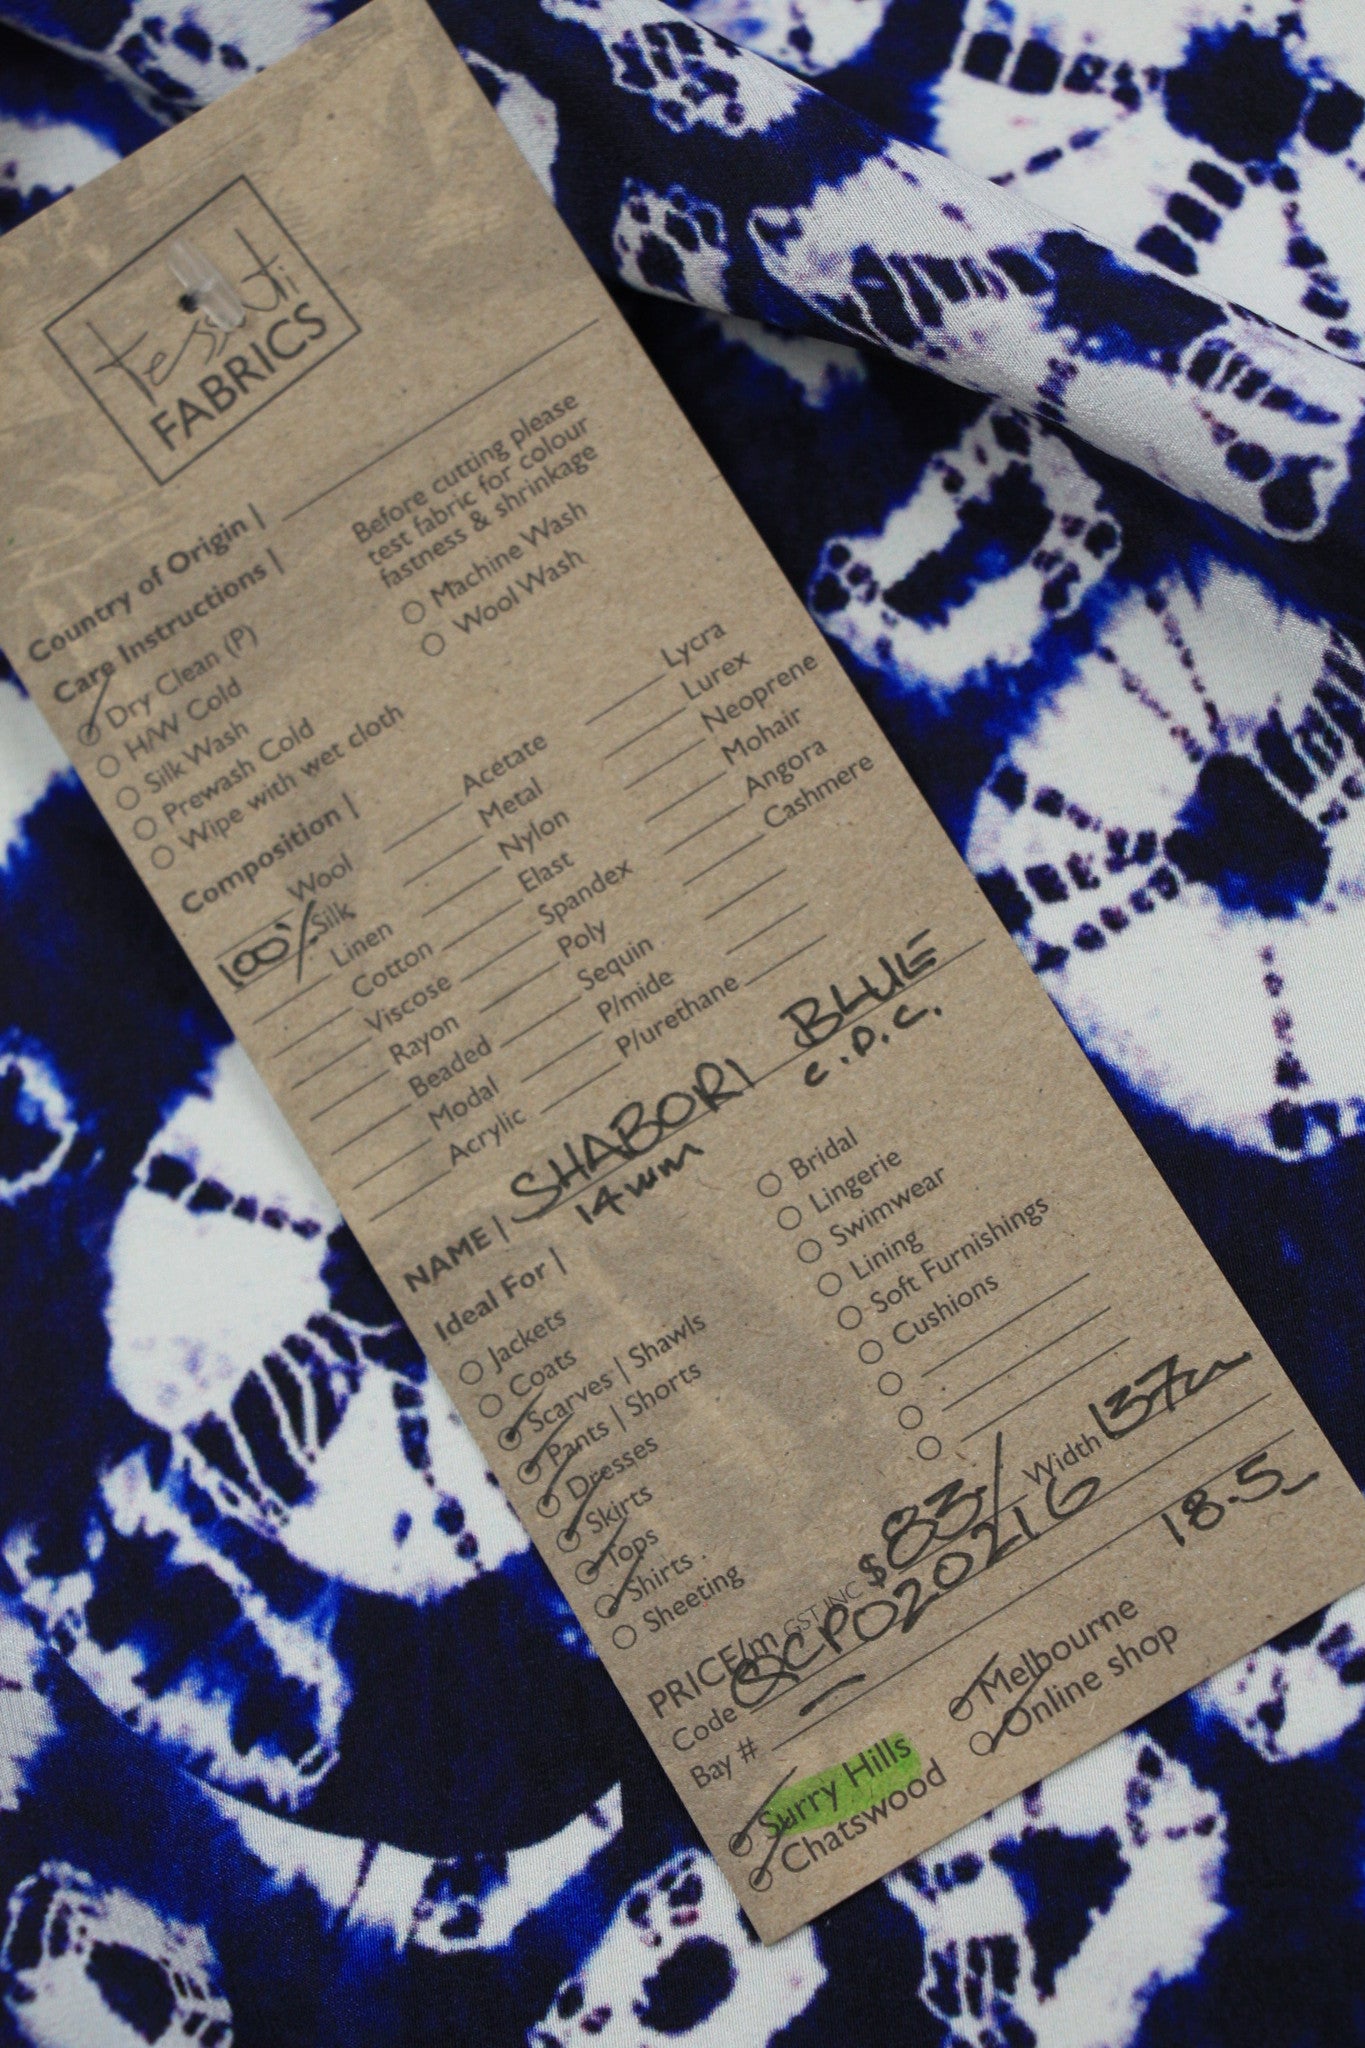 tessuti
FABRICS
Country of Origin |
Care Instructions |
Before cutting please
test fabric for colour
fastness & shrinkage
Dry Clean (P)
H/W Cold
Silk Wash
Prewash Cold
Wipe with wet cloth
Machine Wash
Wool Wash
Composition |
Wool
100% Silk
Linen
Cotton
Viscose
Rayon
Beaded
Modal
Acrylic
Acetate
Metal
Nylon
Elast
Spandex
Poly
Sequin
P/mide
P/urethane
Lycra
Lurex
Neoprene
Mohair
Angora
Cashmere
NAME | SHABORI BLUE
14mm C.D.C.
Ideal For |
Jackets
Coats
Scarves | Shawls
Pants | Shorts
Dresses
Skirts
Tops
Shirts
Sheeting
Bridal
Lingerie
Swimwear
Lining
Soft Furnishings
Cushions
PRICE/m GST INC $83/ Width 137cm
Code QCP020216
Bay # — 18.5
Surry Hills
Chatswood
Melbourne
Online shop